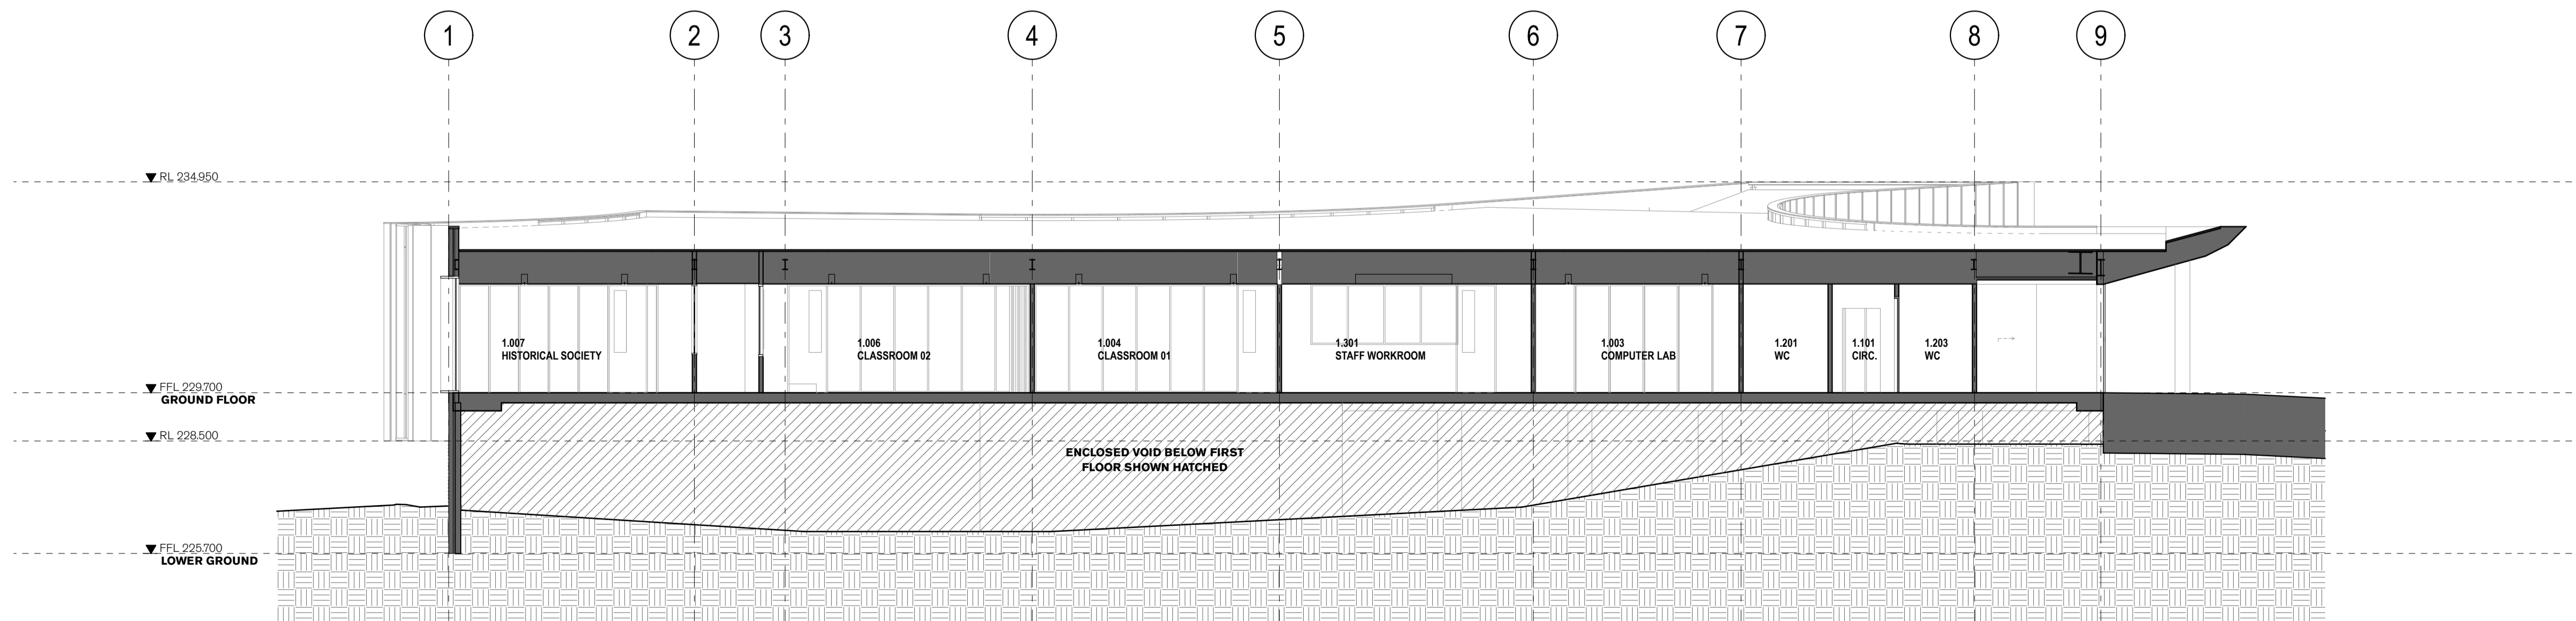 1
2
3
4
5
6
7
8
9
RL 234.950
1.007
HISTORICAL SOCIETY
1.006
CLASSROOM 02
1.004
CLASSROOM 01
1.301
STAFF WORKROOM
1.003
COMPUTER LAB
1.201
WC
1.101
CIRC.
1.203
WC
FFL 229.700
GROUND FLOOR
RL 228.500
ENCLOSED VOID BELOW FIRST
FLOOR SHOWN HATCHED
FFL 225.700
LOWER GROUND